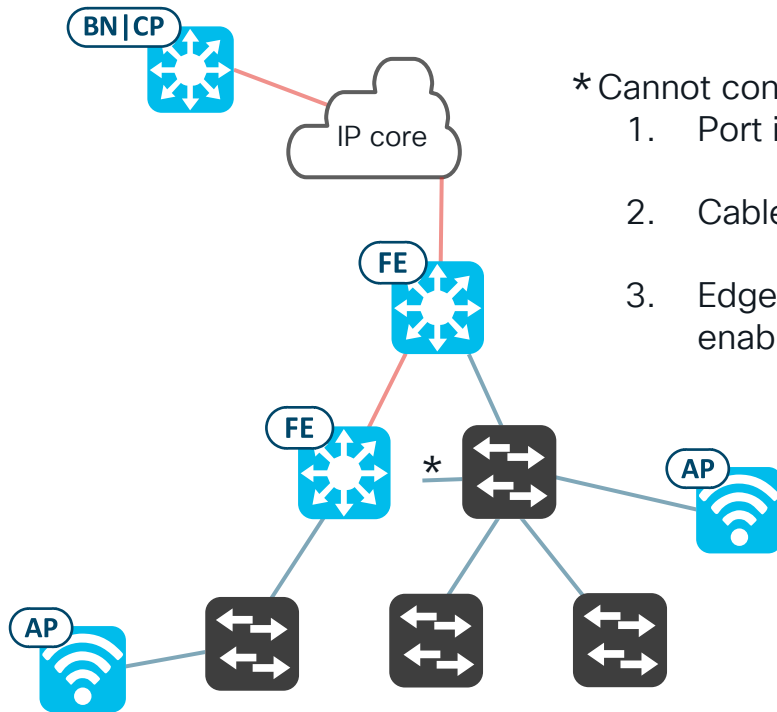 BN|CP
* Cannot con
IP core
1. Port i
2. Cable
FE
3. Edge
enab
FE
*
AP
AP